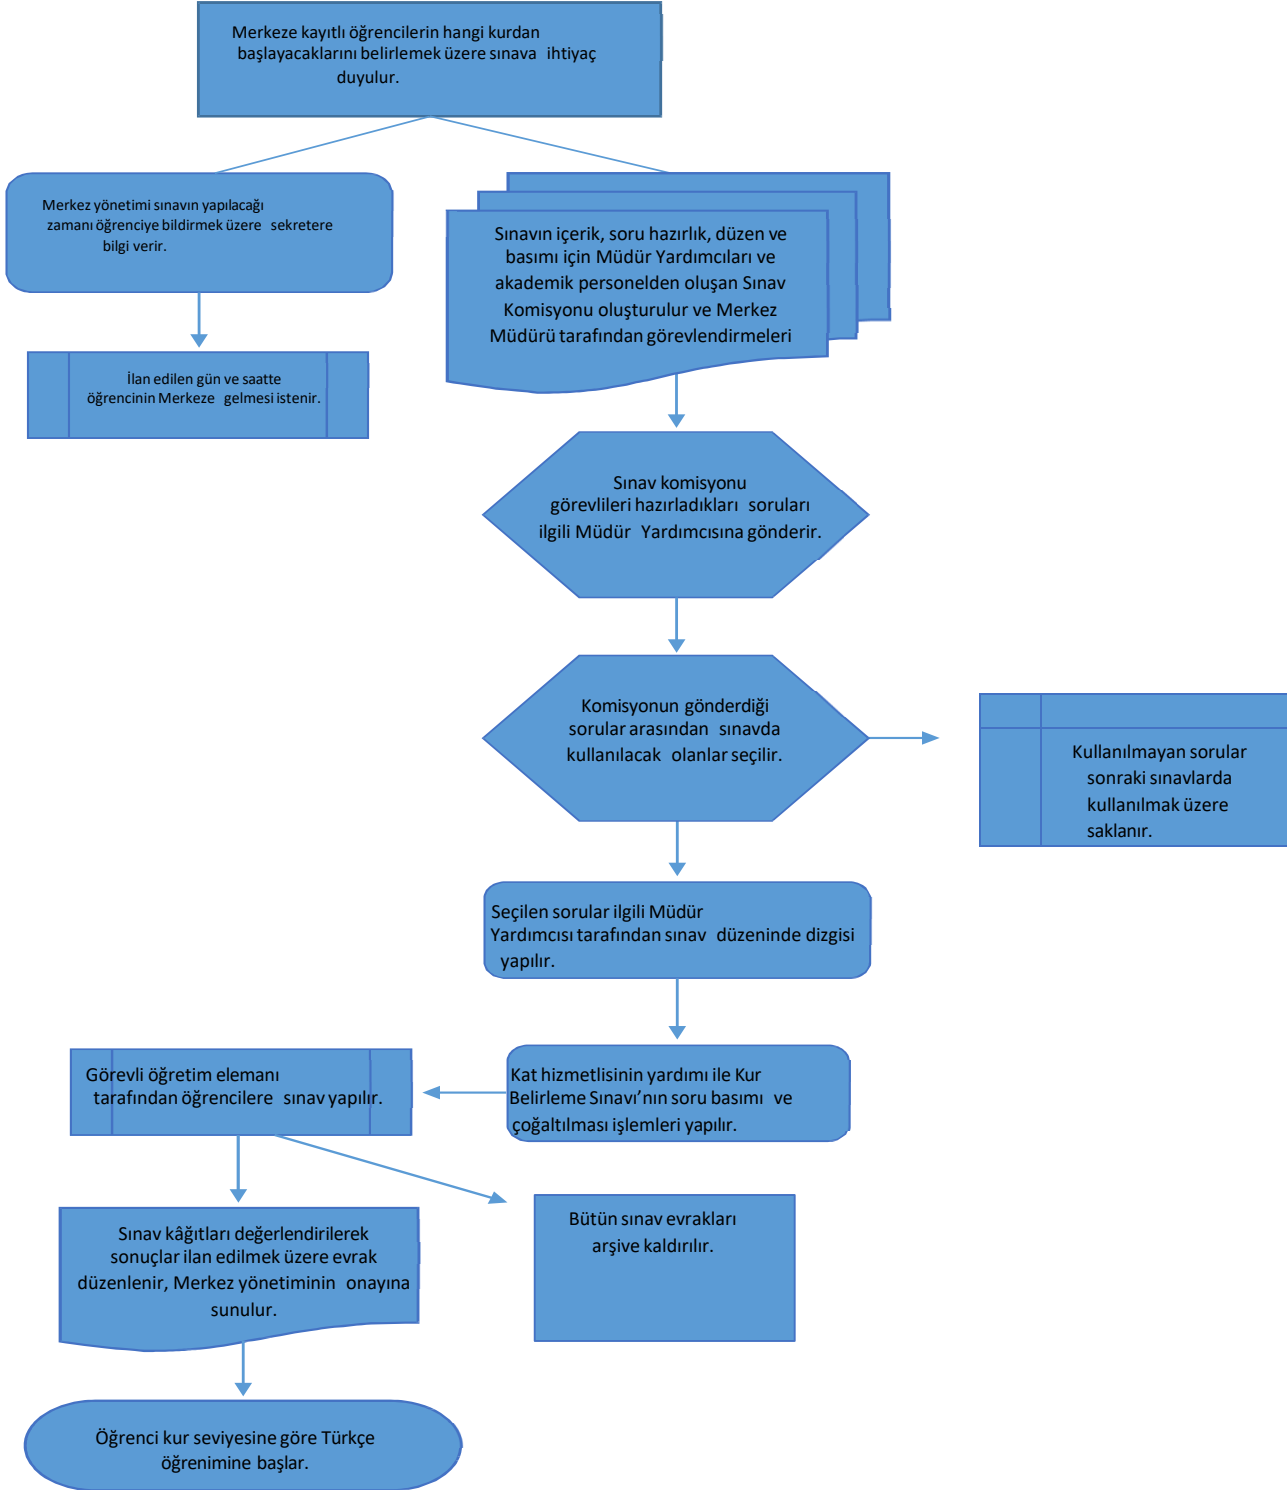 Merkeze kayıtlı öğrencilerin hangi kurdan
başlayacaklarını belirlemek üzere sınava ihtiyaç
duyulur.
Merkez yönetimi sınavın yapılacağı
zamanı öğrenciye bildirmek üzere sekretere
bilgi verir.
Sınavın içerik, soru hazırlık, düzen ve
basımı için Müdür Yardımcıları ve
akademik personelden oluşan Sınav
Komisyonu oluşturulur ve Merkez
Müdürü tarafından görevlendirmeleri
İlan edilen gün ve saatte
öğrencinin Merkeze gelmesi istenir.
Sınav komisyonu
görevlileri hazırladıkları soruları
ilgili Müdür Yardımcısına gönderir.
Komisyonun gönderdiği
sorular arasından sınavda
kullanılacak olanlar seçilir.
Kullanılmayan sorular
sonraki sınavlarda
kullanılmak üzere
saklanır.
Seçilen sorular ilgili Müdür
Yardımcısı tarafından sınav düzeninde dizgisi
yapılır.
Kat hizmetlisinin yardımı ile Kur
Belirleme Sınavı’nın soru basımı ve
çoğaltılması işlemleri yapılır.
Görevli öğretim elemanı
tarafından öğrencilere sınav yapılır.
Sınav kâğıtları değerlendirilerek
sonuçlar ilan edilmek üzere evrak
düzenlenir, Merkez yönetiminin onayına
sunulur.
Bütün sınav evrakları
arşive kaldırılır.
Öğrenci kur seviyesine göre Türkçe
öğrenimine başlar.